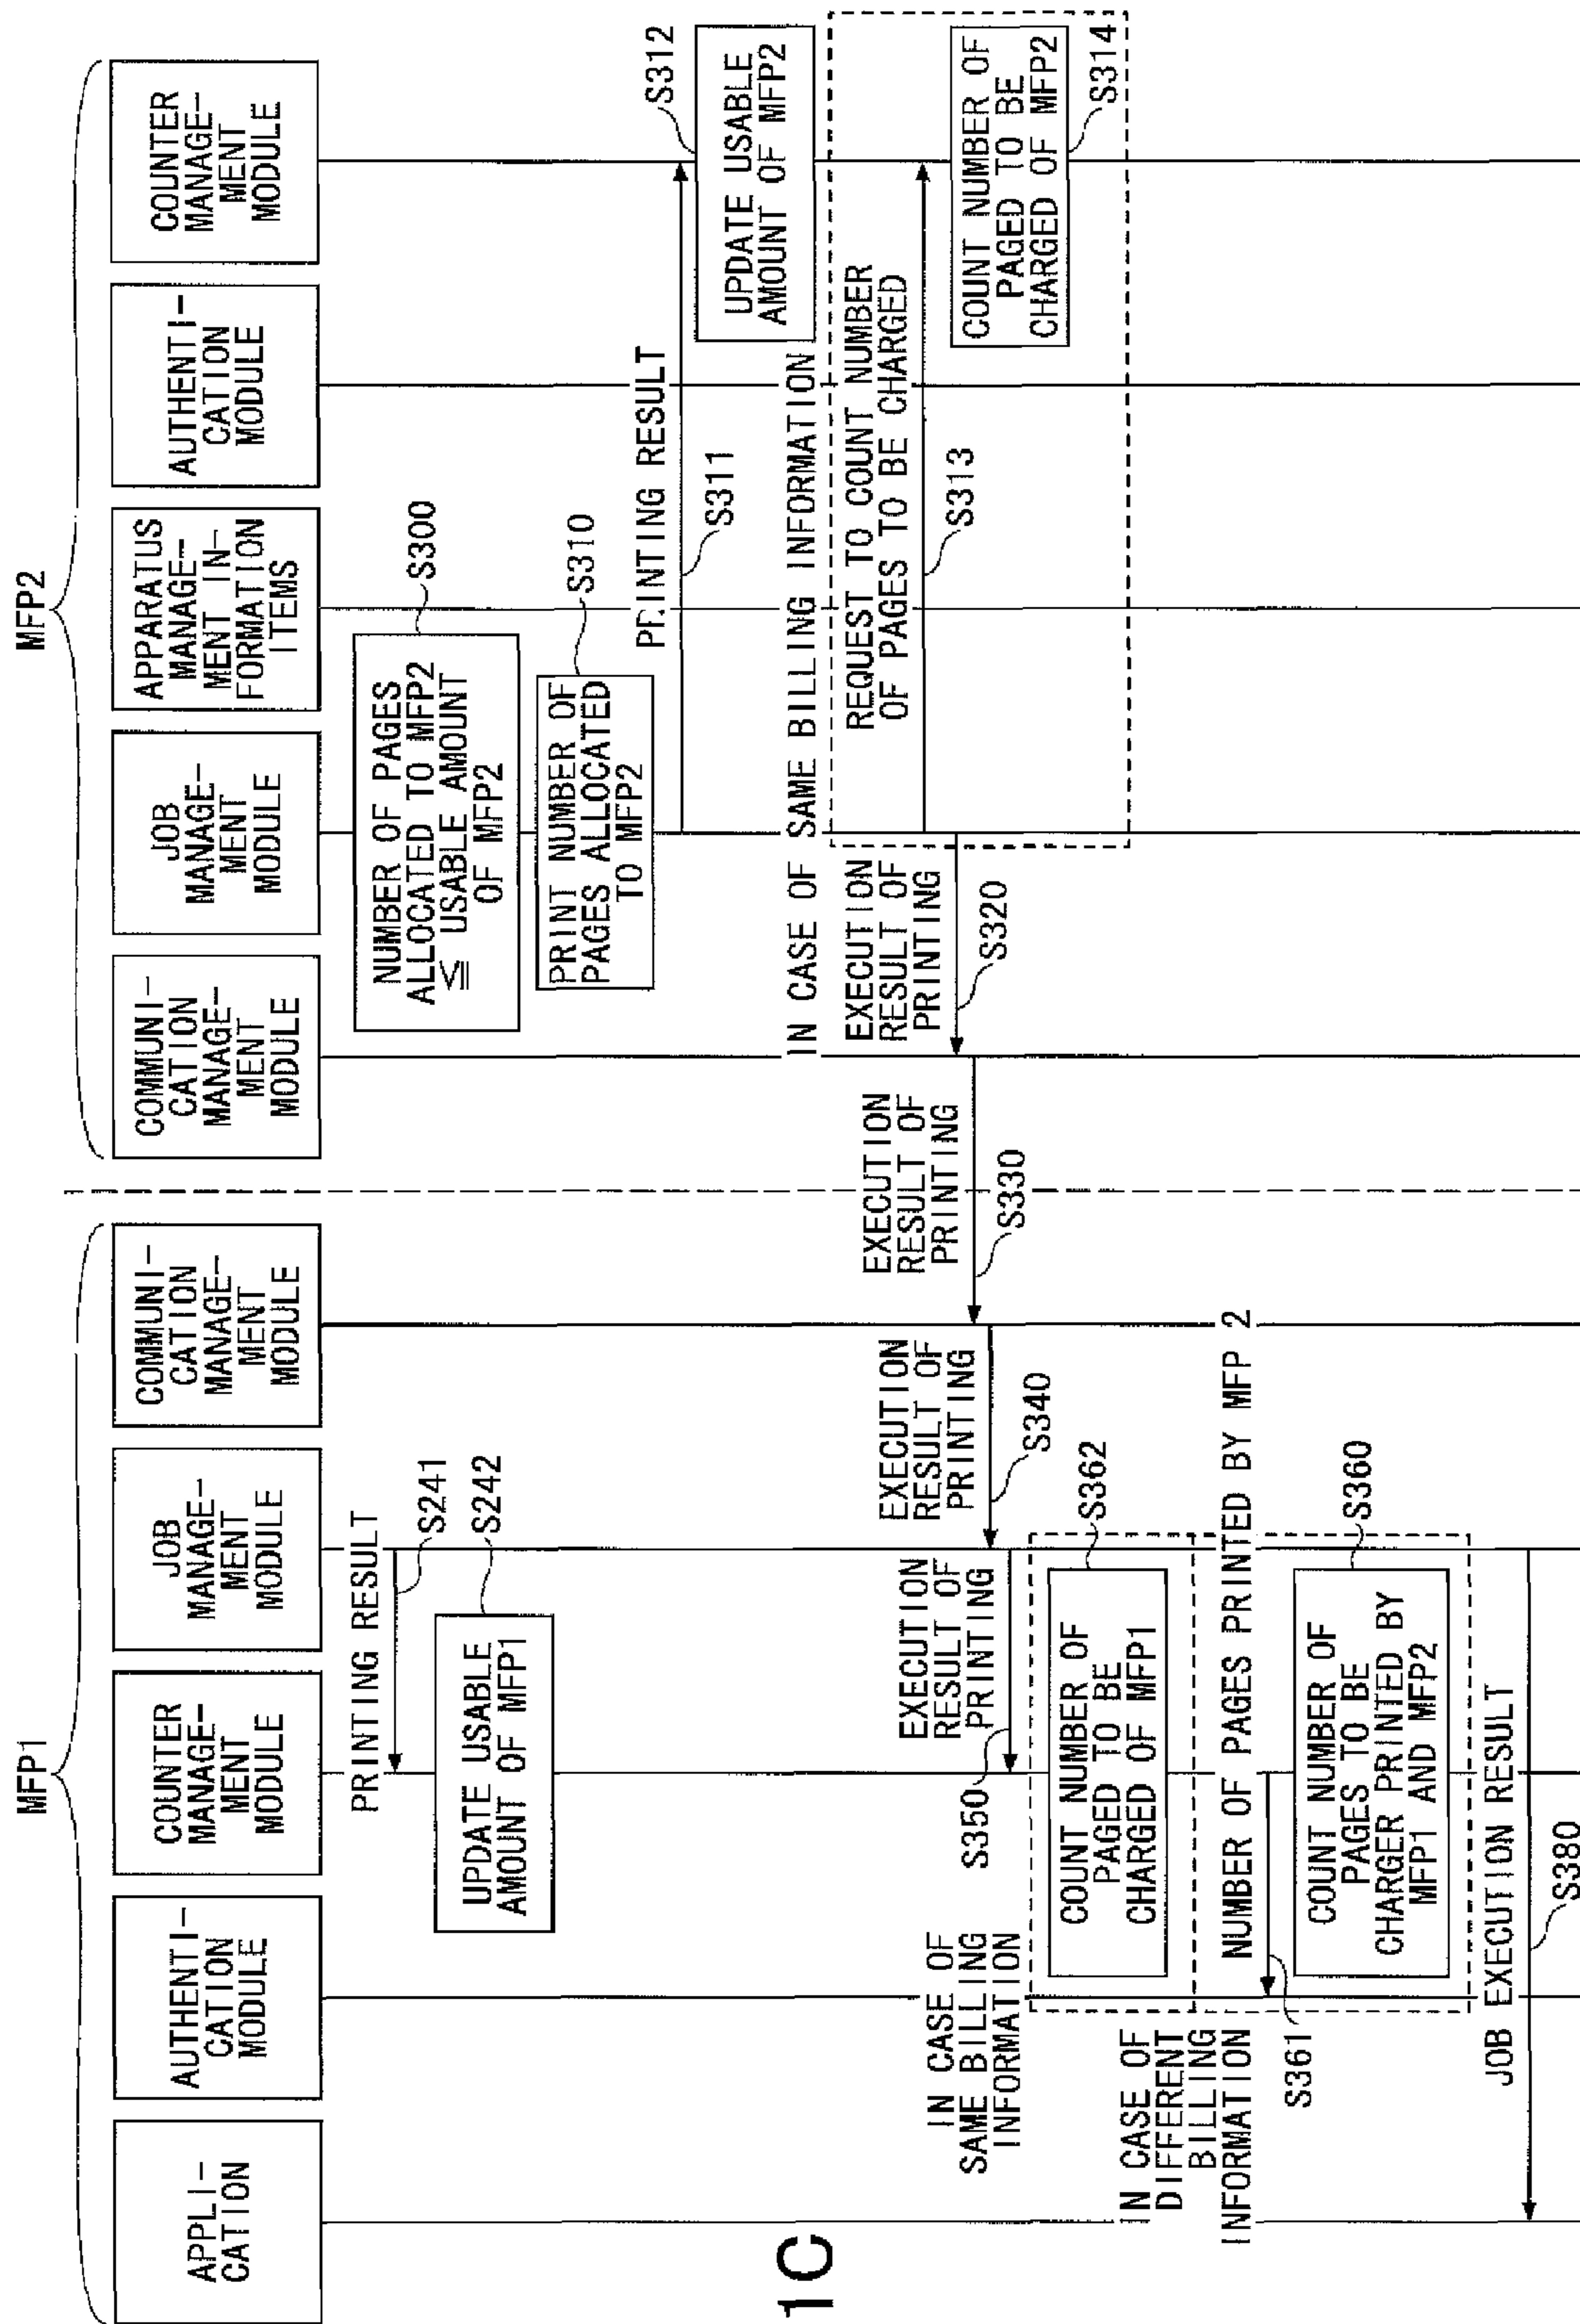 MFP1
MFP2
APPLI-
CATION
AUTHENTI-
CATION
MODULE
COUNTER
MANAGE-
MENT
MODULE
JOB
MANAGE-
MENT
MODULE
COMMUNI-
CATION
MANAGE-
MENT
MODULE
COMMUNI-
CATION
MANAGE-
MENT
MODULE
JOB
MANAGE-
MENT
MODULE
APPARATUS
MANAGE-
MENT IN-
FORMATION
ITEMS
AUTHENTI-
CATION
MODULE
COUNTER
MANAGE-
MENT
MODULE
PRINTING RESULT
S241
UPDATE USABLE
AMOUNT OF MFP1
S242
NUMBER OF PAGES
ALLOCATED TO MFP2
≦ USABLE AMOUNT
OF MFP2
S300
PRINT NUMBER OF
PAGES ALLOCATED
TO MFP2
S310
PRINTING RESULT
S311
S312
UPDATE USABLE
AMOUNT OF MFP2
IN CASE OF SAME BILLING INFORMATION
REQUEST TO COUNT NUMBER
OF PAGES TO BE CHARGED
S313
COUNT NUMBER OF
PAGED TO BE
CHARGED OF MFP2
S314
EXECUTION
RESULT OF
PRINTING
S320
EXECUTION
RESULT OF
PRINTING
S330
EXECUTION
RESULT OF
PRINTING
S340
EXECUTION
RESULT OF
PRINTING
S350
IN CASE OF
SAME BILLING
INFORMATION
COUNT NUMBER OF
PAGED TO BE
CHARGED OF MFP1
S362
IN CASE OF
DIFFERENT
BILLING
INFORMATION
NUMBER OF PAGES PRINTED BY MFP 2
S361
COUNT NUMBER OF
PAGES TO BE
CHARGER PRINTED BY
MFP1 AND MFP2
S360
JOB EXECUTION RESULT
S380
1C